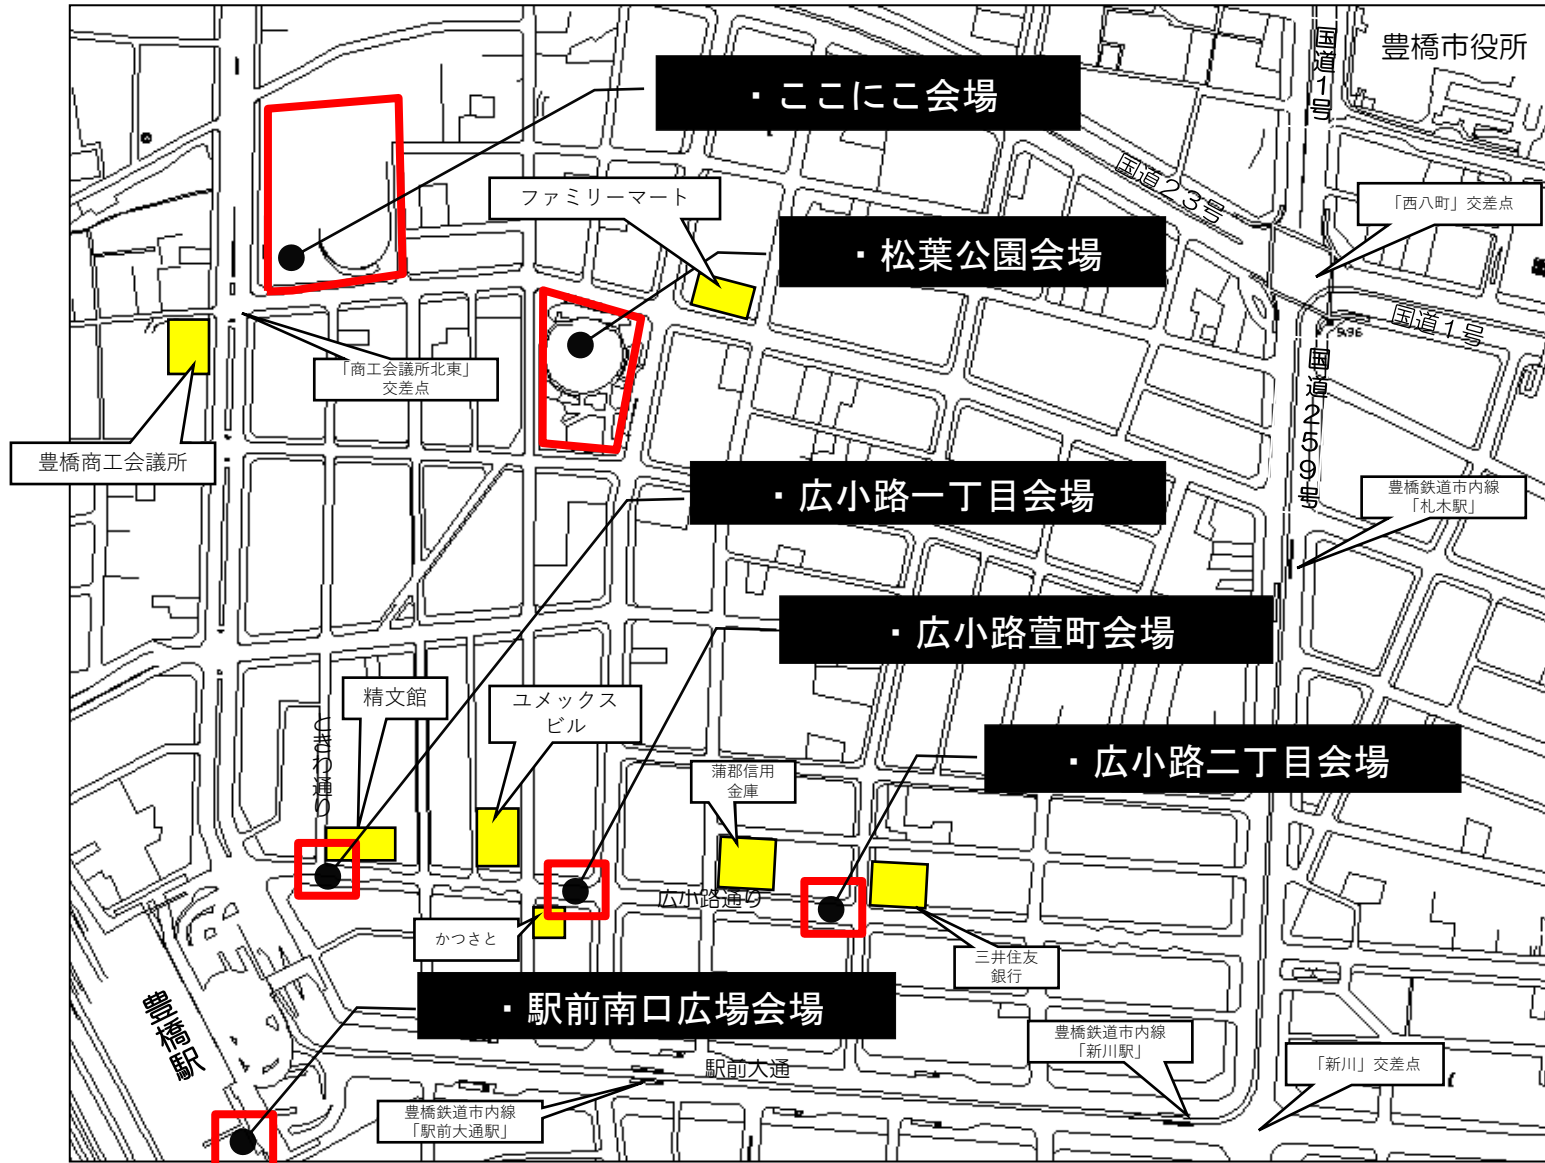 豊橋市役所
国道1号
・ここにこ会場
国道23号
ファミリーマート
「西八町」交差点
・松葉公園会場
国道1号
9.96
「商工会議所北東」
交差点
国道259号
豊橋商工会議所
・広小路一丁目会場
豊橋鉄道市内線
「札木駅」
・広小路萱町会場
精文館
ユメックス
ビル
ときわ通り
・広小路二丁目会場
蒲郡信用
金庫
広小路通り
かつさと
三井住友
銀行
・駅前南口広場会場
豊橋駅
豊橋鉄道市内線
「新川駅」
「新川」交差点
駅前大通
豊橋鉄道市内線
「駅前大通駅」